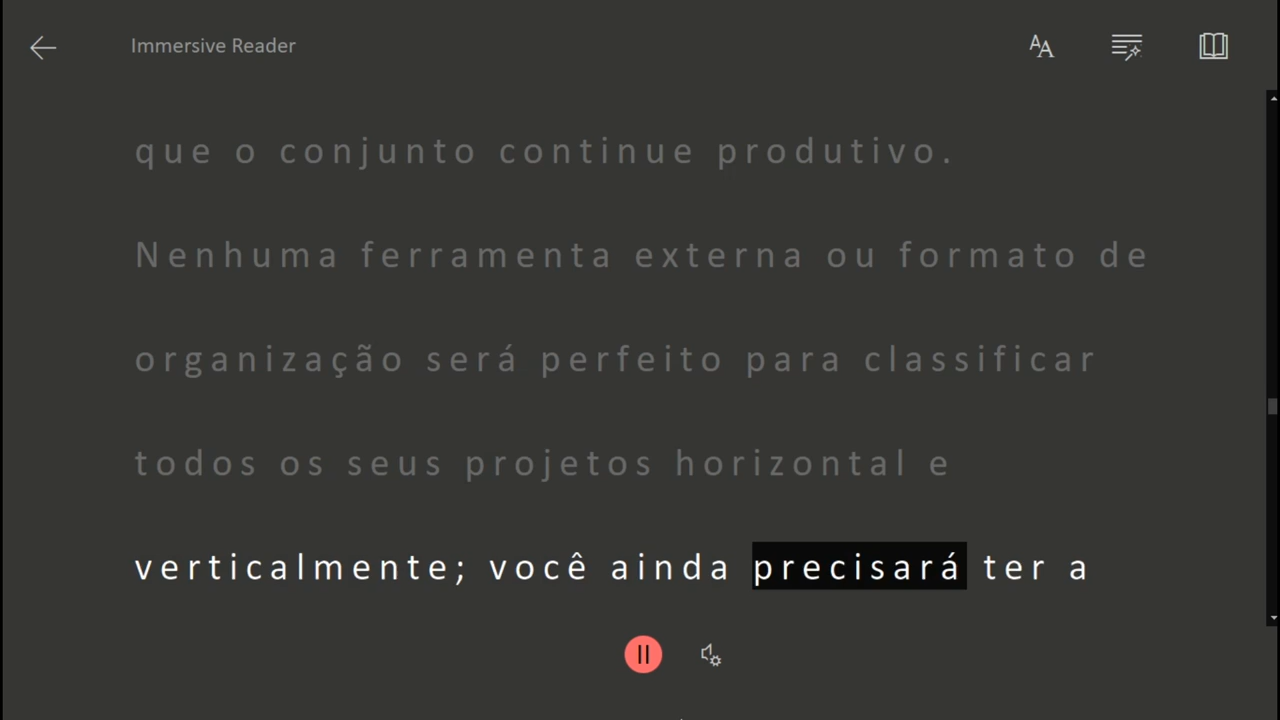 Immersive Reader
que o conjunto continue produtivo.
Nenhuma ferramenta externa ou formato de
organização será perfeito para classificar
todos os seus projetos horizontal e
verticalmente; você ainda precisará ter a